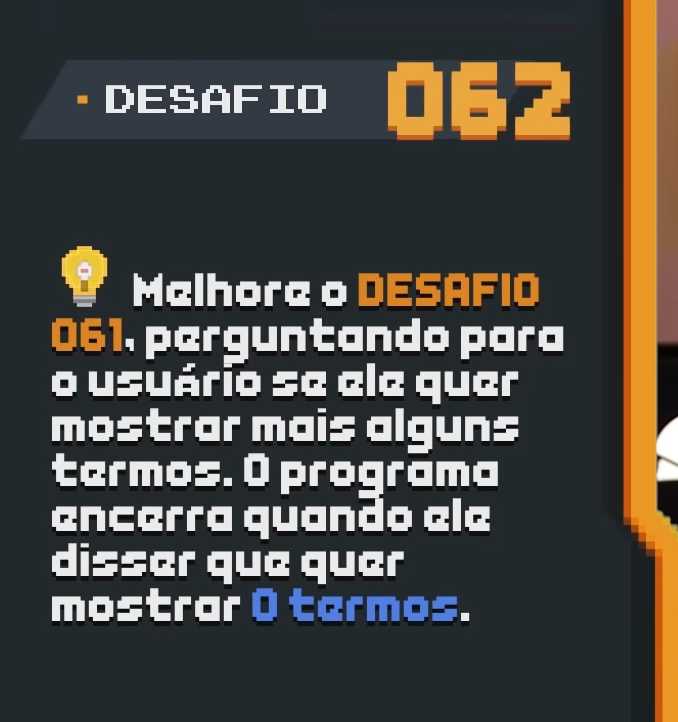 DESAFIO 062
Melhore o DESAFIO
061, perguntando para
o usuário se ele quer
mostrar mais alguns
termos. O programa
encerra quando ele
disser que quer
mostrar 0 termos.